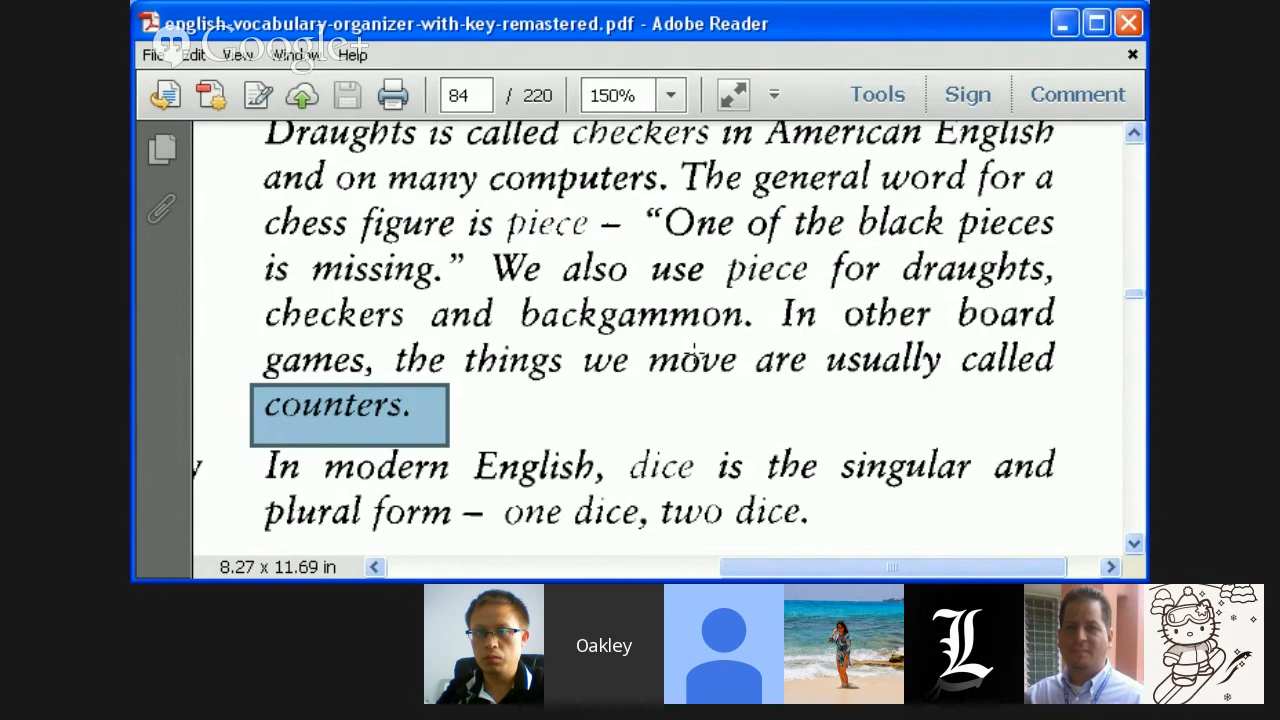 english-vocabulary-organizer-with-key-remastered.pdf - Adobe Reader
Google+
File Edit View Window Help
84 / 220 150% Tools Sign Comment
Draughts is called checkers in American English
and on many computers. The general word for a
chess figure is piece – “One of the black pieces
is missing.” We also use piece for draughts,
checkers and backgammon. In other board
games, the things we move are usually called
counters.
In modern English, dice is the singular and
plural form – one dice, two dice.
8.27 x 11.69 in
Oakley
L